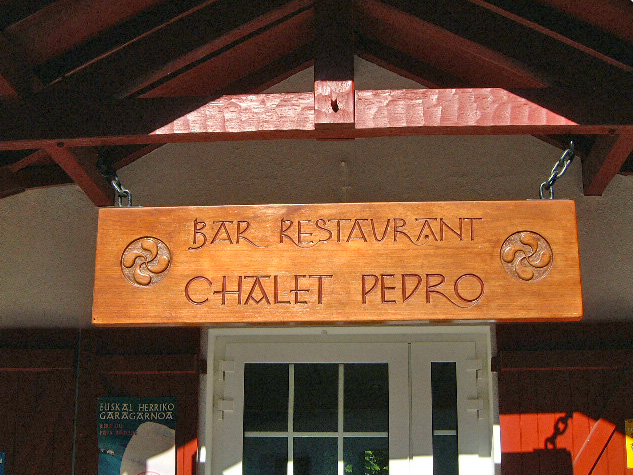 BAR RESTAURANT
CHALET PEDRO
EUSKAL HERRIKO
GARAGARNOA